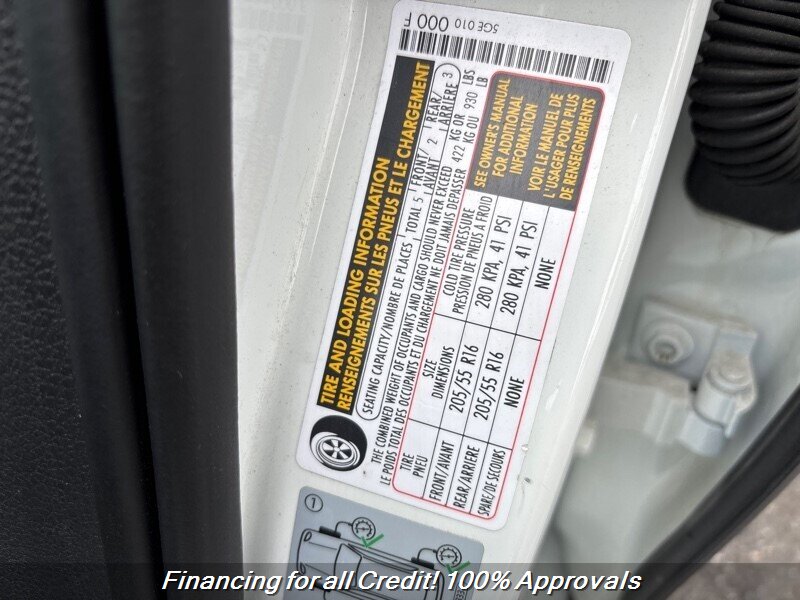 5GE 010
000 F
TIRE AND LOADING INFORMATION
RENSEIGNEMENTS SUR LES PNEUS ET LE CHARGEMENT
SEATING CAPACITY/NOMBRE DE PLACES TOTAL 5 FRONT/AVANT 2 REAR/ARRIERE 3
THE COMBINED WEIGHT OF OCCUPANTS AND CARGO SHOULD NEVER EXCEED 422 KG OR 930 LBS
LE POIDS TOTAL DES OCCUPANTS ET DU CHARGEMENT NE DOIT JAMAIS DEPASSER 422 KG OU 930 LB
TIRE SIZE COLD TIRE PRESSURE
PNEU DIMENSIONS PRESSION DE PNEUS A FROID
FRONT/AVANT 205/55 R16 280 KPA, 41 PSI
REAR/ARRIERE 205/55 R16 280 KPA, 41 PSI
SPARE/DE SECOURS NONE NONE
SEE OWNER'S MANUAL
FOR ADDITIONAL
INFORMATION
VOIR LE MANUEL DE
L'USAGER POUR PLUS
DE RENSEIGNEMENTS
1
Financing for all Credit! 100% Approvals